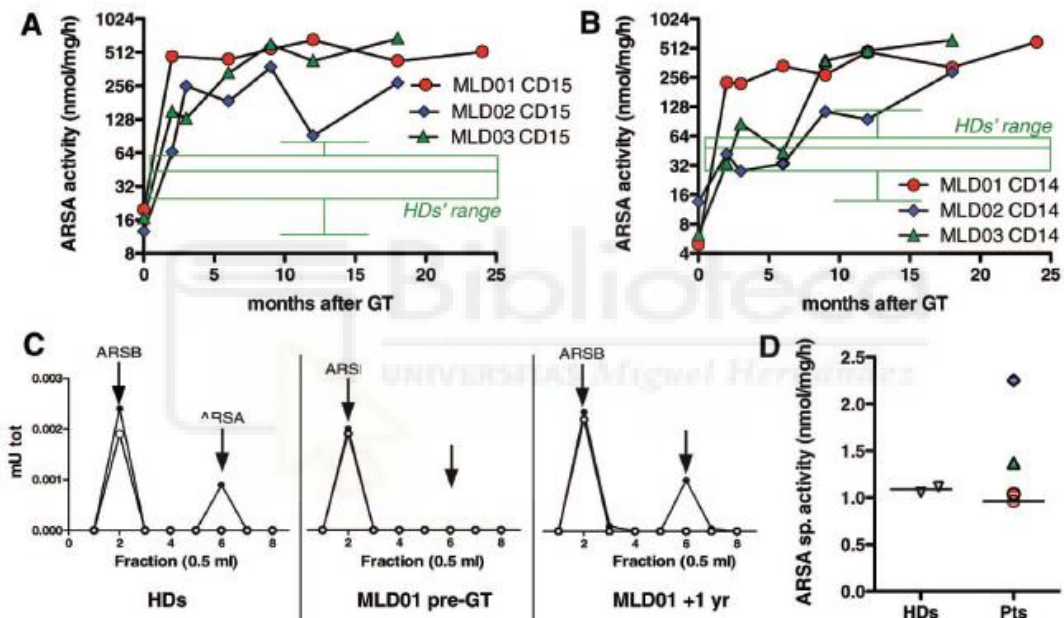 A
ARSA activity (nmol/mg/h)
1024
512
256
128
64
32
16
8
MLD01 CD15
MLD02 CD15
MLD03 CD15
HDs' range
0 5 10 15 20 25
months after GT
B
ARSA activity (nmol/mg/h)
1024
512
256
128
64
32
16
8
4
HDs' range
MLD01 CD14
MLD02 CD14
MLD03 CD14
0 5 10 15 20 25
months after GT
Biblioteca
UNIVERSITAS Miguel Hernández
C
mU tot
0.003
0.002
0.001
0.000
ARSB
ARSA
0 2 4 6 8
Fraction (0.5 ml)
HDs
ARSI
2 4 6 8
Fraction (0.5 ml)
MLD01 pre-GT
ARSB
2 4 6 8
Fraction (0.5 ml)
MLD01 +1 yr
D
ARSA sp. activity (nmol/mg/h)
2.5
2.0
1.5
1.0
0.5
0.0
HDs Pts